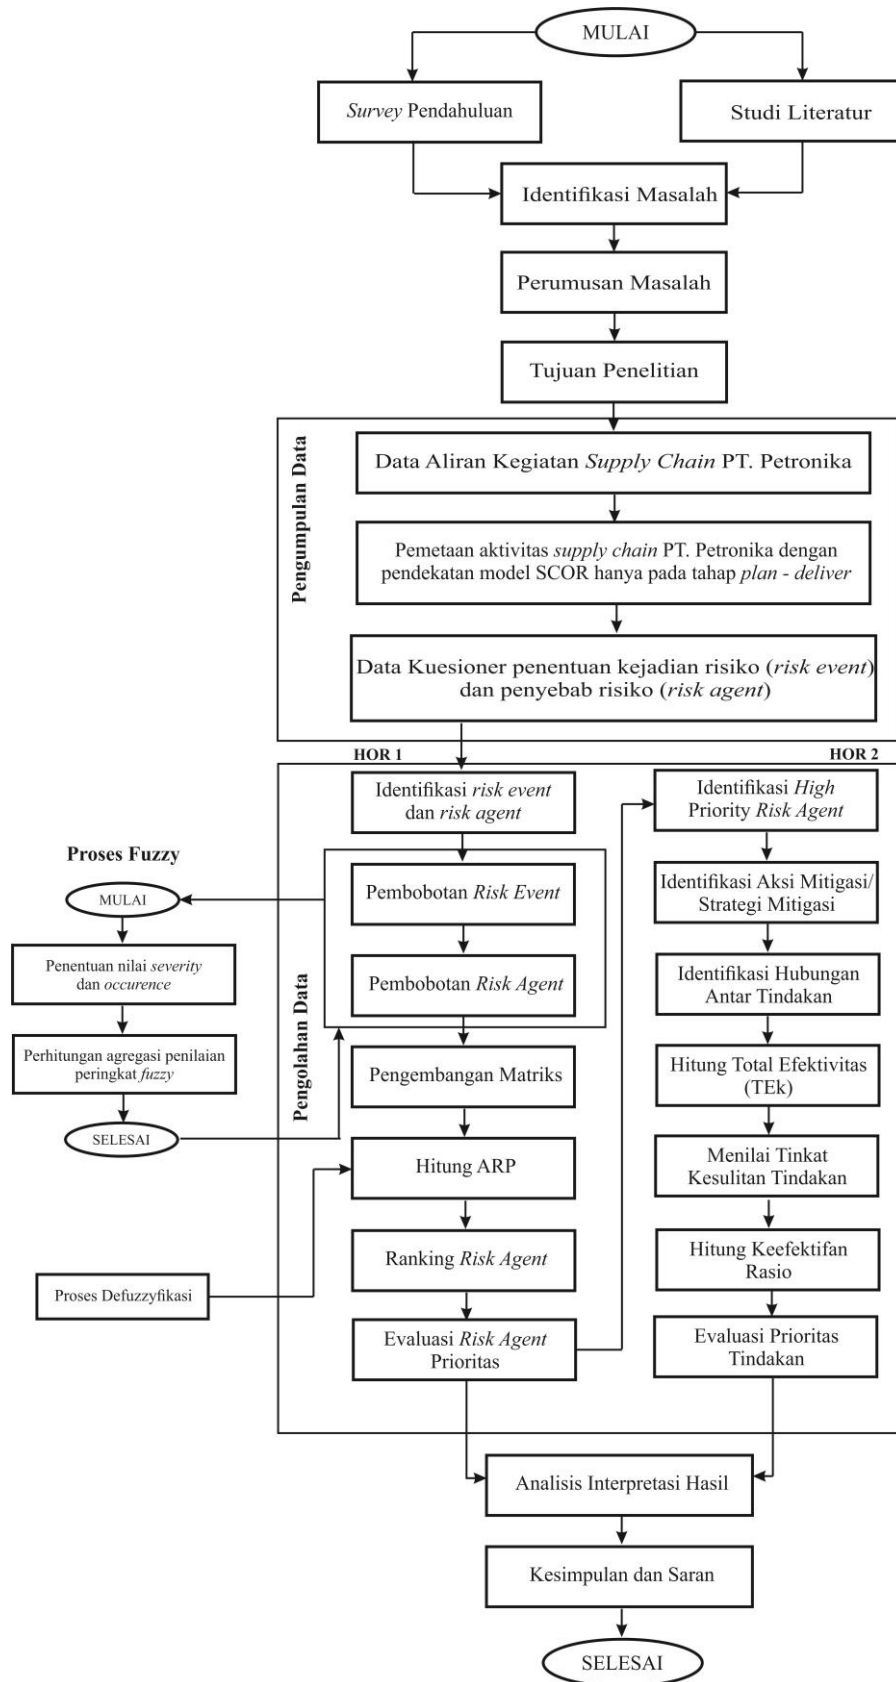 MULAI
Survey Pendahuluan
Studi Literatur
Identifikasi Masalah
Perumusan Masalah
Tujuan Penelitian
Pengumpulan Data
Data Aliran Kegiatan Supply Chain PT. Petronika
Pemetaan aktivitas supply chain PT. Petronika dengan
pendekatan model SCOR hanya pada tahap plan - deliver
Data Kuesioner penentuan kejadian risiko (risk event)
dan penyebab risiko (risk agent)
HOR 1
HOR 2
Pengolahan Data
Identifikasi risk event
dan risk agent
Pembobotan Risk Event
Pembobotan Risk Agent
Pengembangan Matriks
Hitung ARP
Ranking Risk Agent
Evaluasi Risk Agent
Prioritas
Proses Fuzzy
MULAI
Penentuan nilai severity
dan occurence
Perhitungan agregasi penilaian
peringkat fuzzy
SELESAI
Proses Defuzzyfikasi
Identifikasi High
Priority Risk Agent
Identifikasi Aksi Mitigasi/
Strategi Mitigasi
Identifikasi Hubungan
Antar Tindakan
Hitung Total Efektivitas
(TEk)
Menilai Tinkat
Kesulitan Tindakan
Hitung Keefektifan
Rasio
Evaluasi Prioritas
Tindakan
Analisis Interpretasi Hasil
Kesimpulan dan Saran
SELESAI